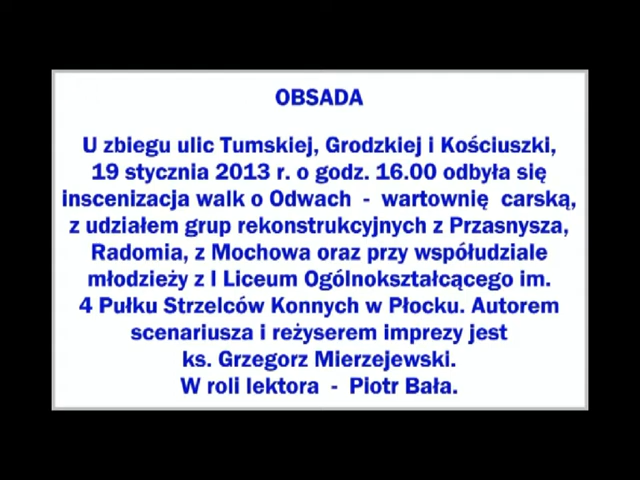 OBSADA
U zbiegu ulic Tumskiej, Grodzkiej i Kościuszki,
19 stycznia 2013 r. o godz. 16.00 odbyła się
inscenizacja walk o Odwach - wartownię carską,
z udziałem grup rekonstrukcyjnych z Przasnysza,
Radomia, z Mochowa oraz przy współudziale
młodzieży z I Liceum Ogólnokształcącego im.
4 Pułku Strzelców Konnych w Płocku. Autorem
scenariusza i reżyserem imprezy jest
ks. Grzegorz Mierzejewski.
W roli lektora - Piotr Bała.